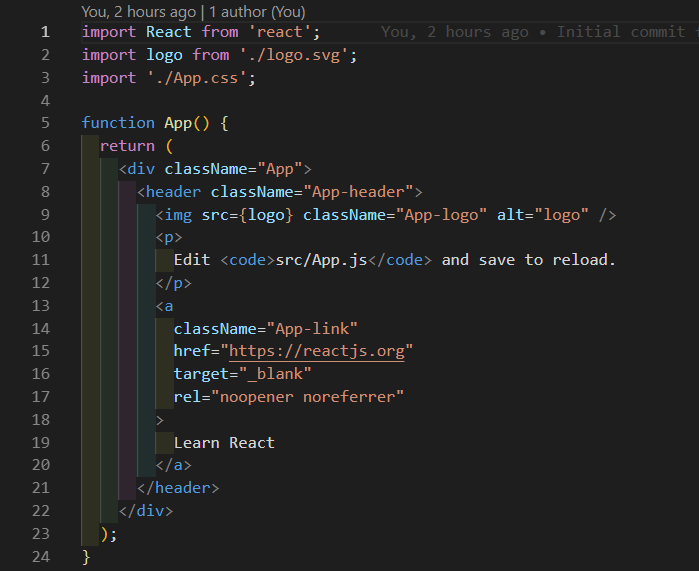 You, 2 hours ago | 1 author (You)
1 import React from 'react'; You, 2 hours ago • Initial commit
2 import logo from './logo.svg';
3 import './App.css';
4
5 function App() {
6   return (
7     <div className="App">
8       <header className="App-header">
9         <img src={logo} className="App-logo" alt="logo" />
10         <p>
11           Edit <code>src/App.js</code> and save to reload.
12         </p>
13         <a
14           className="App-link"
15           href="https://reactjs.org"
16           target="_blank"
17           rel="noopener noreferrer"
18         >
19           Learn React
20         </a>
21       </header>
22     </div>
23   );
24 }